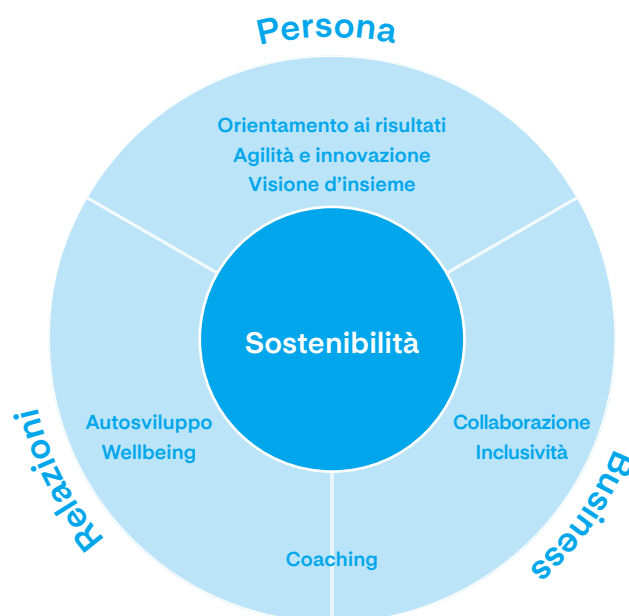 Persona
Orientamento ai risultati
Agilità e innovazione
Visione d'insieme
Sostenibilità
Autosviluppo
Wellbeing
Collaborazione
Inclusività
Coaching
Relazioni
Business